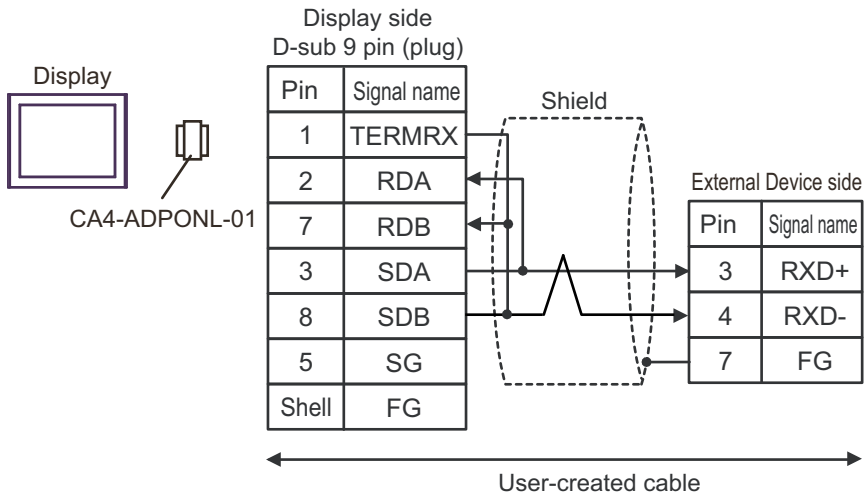 Display side
D-sub 9 pin (plug)
Display
CA4-ADPONL-01
Pin Signal name
1 TERMRX
2 RDA
7 RDB
3 SDA
8 SDB
5 SG
Shell FG
Shield
External Device side
Pin Signal name
3 RXD+
4 RXD-
7 FG
User-created cable